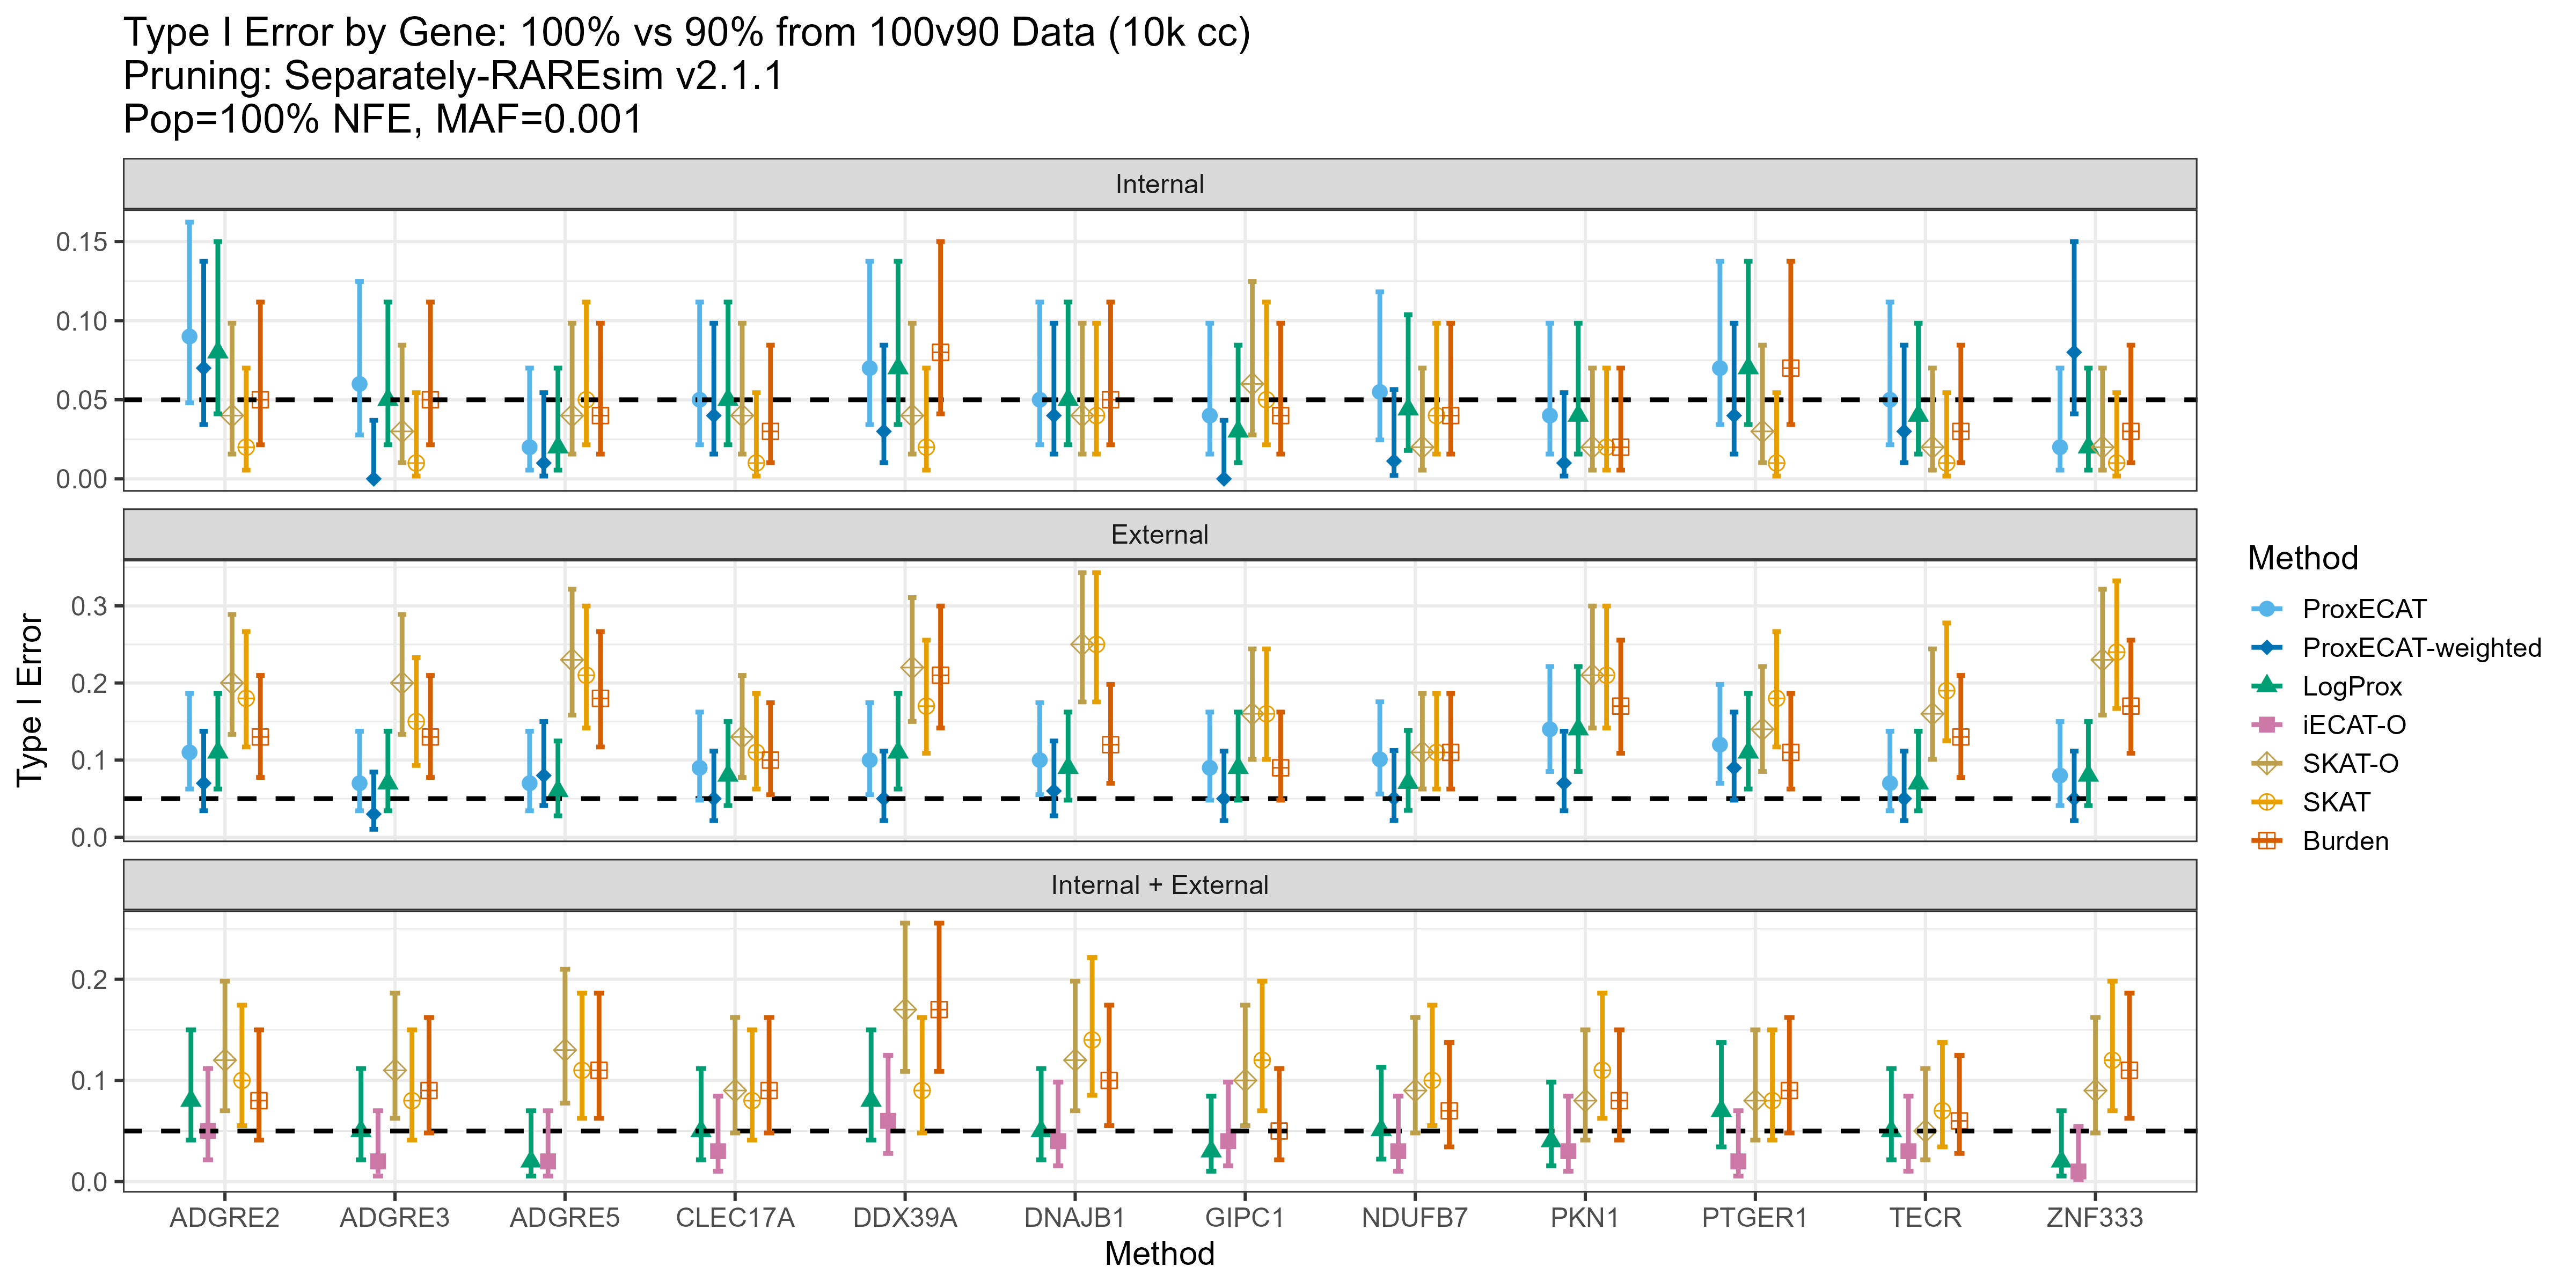 Type I Error by Gene: 100% vs 90% from 100v90 Data (10k cc)
Pruning: Separately-RAREsim v2.1.1
Pop=100% NFE, MAF=0.001
Internal
0.15
0.10
0.05
0.00
External
0.3
0.2
0.1
0.0
Internal + External
0.2
0.1
0.0
Type I Error
ADGRE2 ADGRE3 ADGRE5 CLEC17A DDX39A DNAJB1 GIPC1 NDUFB7 PKN1 PTGER1 TECR ZNF333
Method
Method
ProxECAT
ProxECAT-weighted
LogProx
iECAT-O
SKAT-O
SKAT
Burden